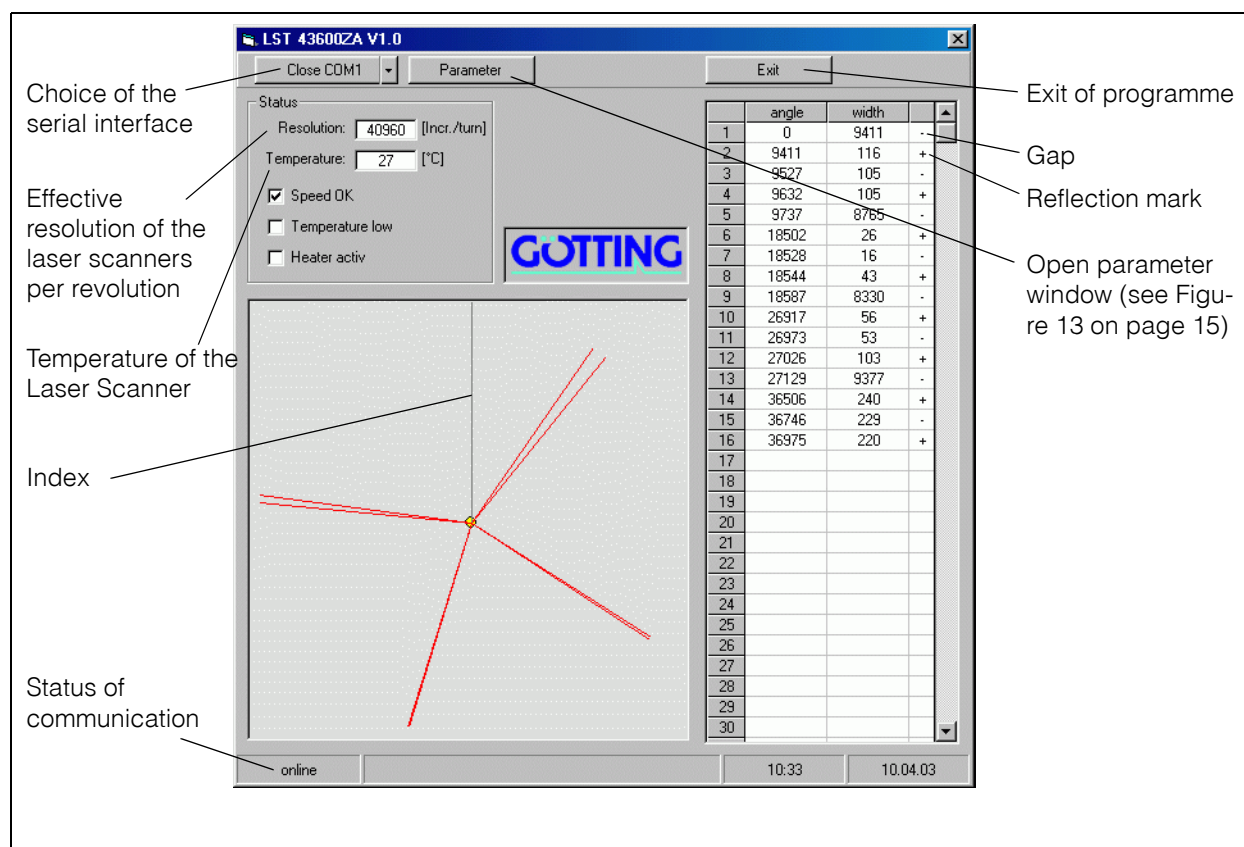 LST 43600ZA V1.0
Close COM1
Parameter
Exit
Choice of the
serial interface
Effective
resolution of the
laser scanners
per revolution
Temperature of the
Laser Scanner
Index
Status of
communication
Status
Resolution: 40960 [Incr./turn]
Temperature: 27 [°C]
Speed OK
Temperature low
Heater activ
GÖTTING
angle width
1 0 9411 -
2 9411 116 +
3 9527 105 -
4 9632 105 +
5 9737 8765 -
6 18502 26 +
7 18528 16 -
8 18544 43 +
9 18587 8330 -
10 26917 56 +
11 26973 53 -
12 27026 103 +
13 27129 9377 -
14 36506 240 +
15 36746 229 -
16 36975 220 +
17
18
19
20
21
22
23
24
25
26
27
28
29
30
Exit of programme
Gap
Reflection mark
Open parameter
window (see Figu-
re 13 on page 15)
online
10:33
10.04.03